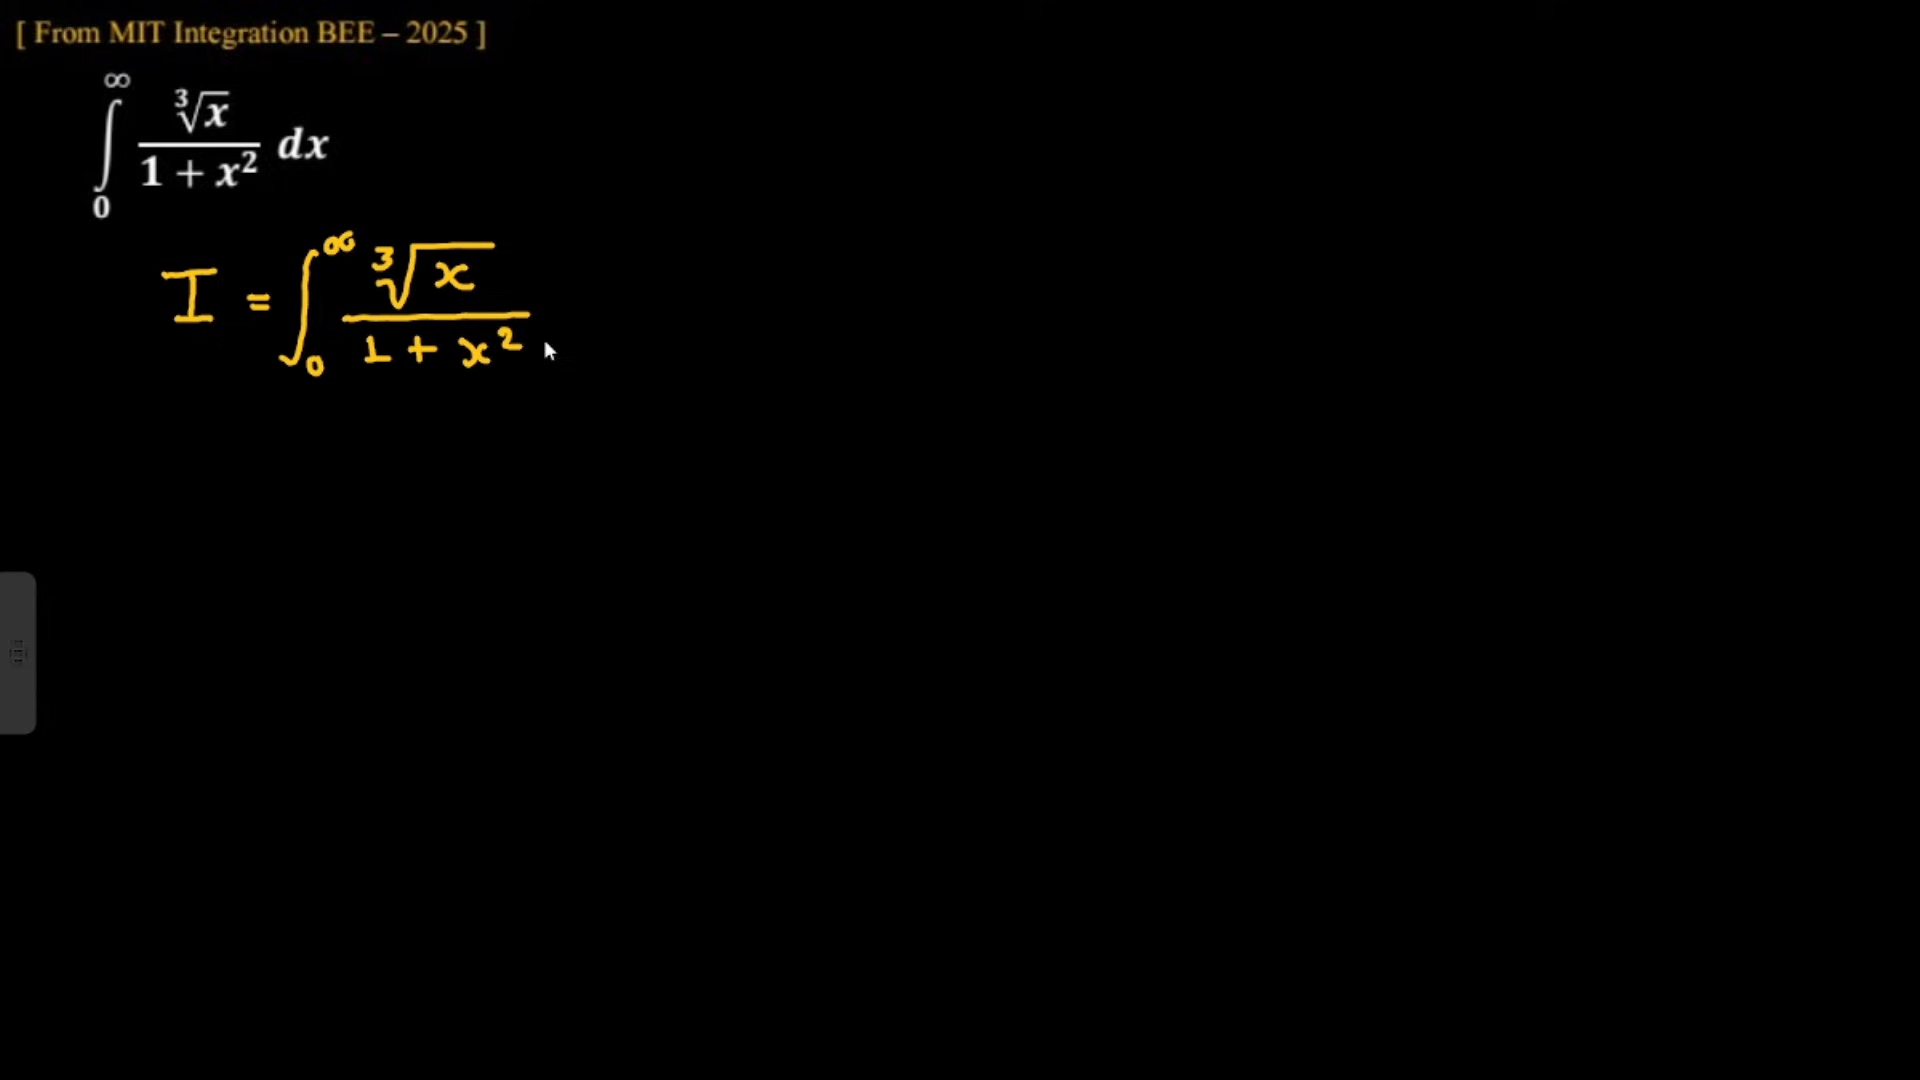 [ From MIT Integration BEE – 2025 ]
∫₀^∞ ∛x / (1 + x²) dx
I = ∫₀^∞ ∛x / (1 + x²)